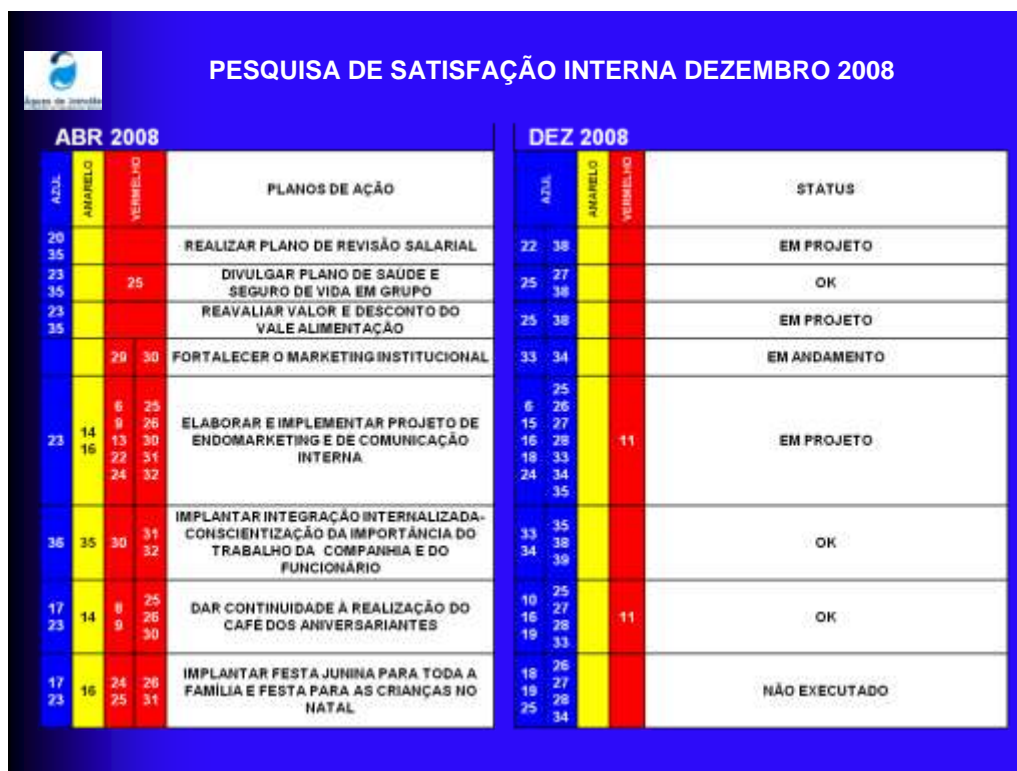 PESQUISA DE SATISFAÇÃO INTERNA DEZEMBRO 2008
Águas de Joinville
ABR 2008
DEZ 2008
AZUL
AMARELO
VERMELHO
PLANOS DE AÇÃO
AZUL
AMARELO
VERMELHO
STATUS
20
35
REALIZAR PLANO DE REVISÃO SALARIAL
22 38
EM PROJETO
23
35
25
DIVULGAR PLANO DE SAÚDE E
SEGURO DE VIDA EM GRUPO
25
27
38
OK
23
35
REAVALIAR VALOR E DESCONTO DO
VALE ALIMENTAÇÃO
25 38
EM PROJETO
29 30
FORTALECER O MARKETING INSTITUCIONAL
33 34
EM ANDAMENTO
23
14
16
6
9
13
22
24
25
26
30
31
32
ELABORAR E IMPLEMENTAR PROJETO DE
ENDOMARKETING E DE COMUNICAÇÃO
INTERNA
6
15
16
18
24
25
26
27
28
33
34
35
11
EM PROJETO
36
35
30
31
32
IMPLANTAR INTEGRAÇÃO INTERNALIZADA-
CONSCIENTIZAÇÃO DA IMPORTÂNCIA DO
TRABALHO DA COMPANHIA E DO
FUNCIONÁRIO
33
34
35
38
39
OK
17
23
14
8
9
25
26
30
DAR CONTINUIDADE À REALIZAÇÃO DO
CAFÉ DOS ANIVERSARIANTES
10
16
19
25
27
28
33
11
OK
17
23
16
24
25
26
31
IMPLANTAR FESTA JUNINA PARA TODA A
FAMÍLIA E FESTA PARA AS CRIANÇAS NO
NATAL
18
19
25
26
27
28
34
NÃO EXECUTADO